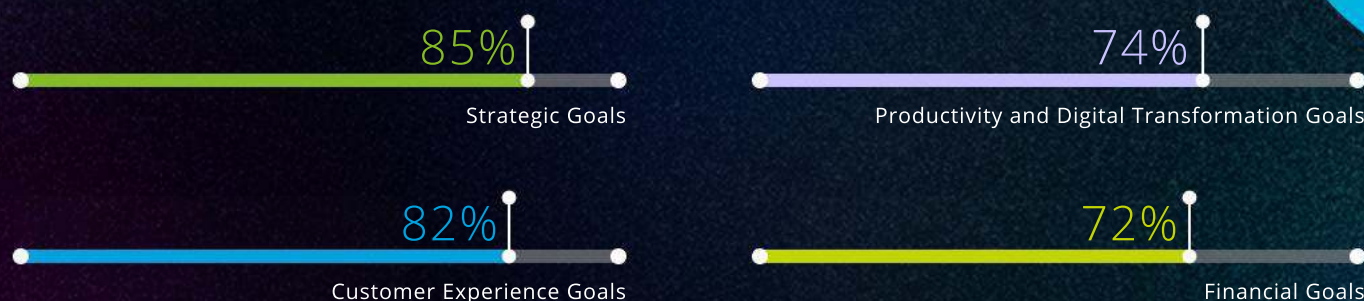 85%
Strategic Goals
74%
Productivity and Digital Transformation Goals
82%
Customer Experience Goals
72%
Financial Goals